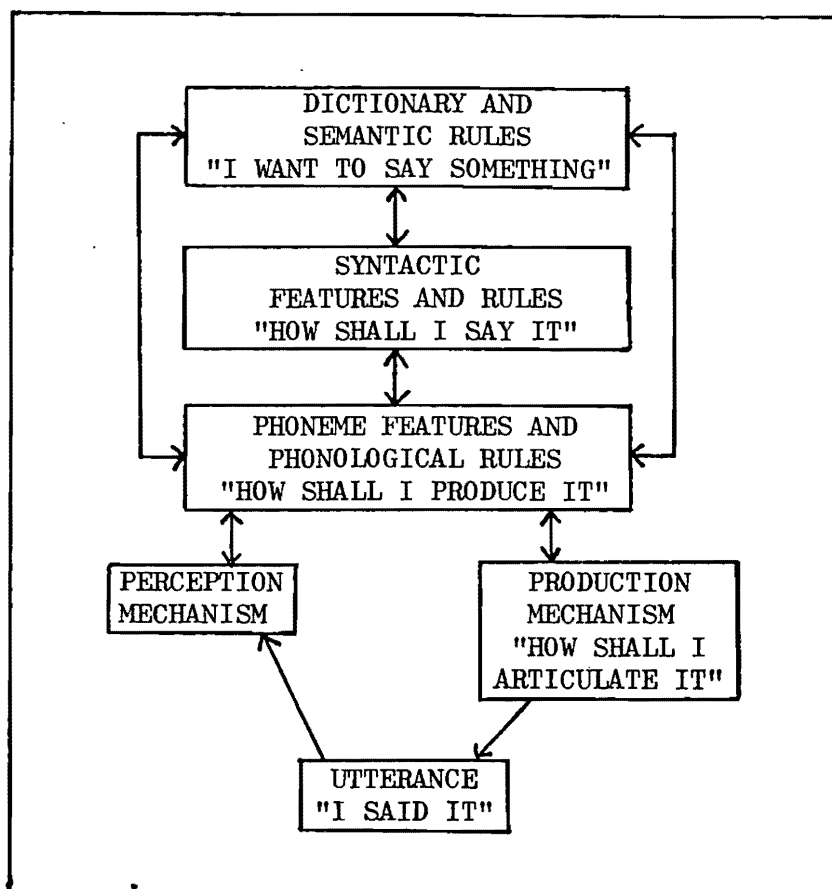 DICTIONARY AND
SEMANTIC RULES
"I WANT TO SAY SOMETHING"
SYNTACTIC
FEATURES AND RULES
"HOW SHALL I SAY IT"
PHONEME FEATURES AND
PHONOLOGICAL RULES
"HOW SHALL I PRODUCE IT"
PERCEPTION
MECHANISM
PRODUCTION
MECHANISM
"HOW SHALL I
ARTICULATE IT"
UTTERANCE
"I SAID IT"